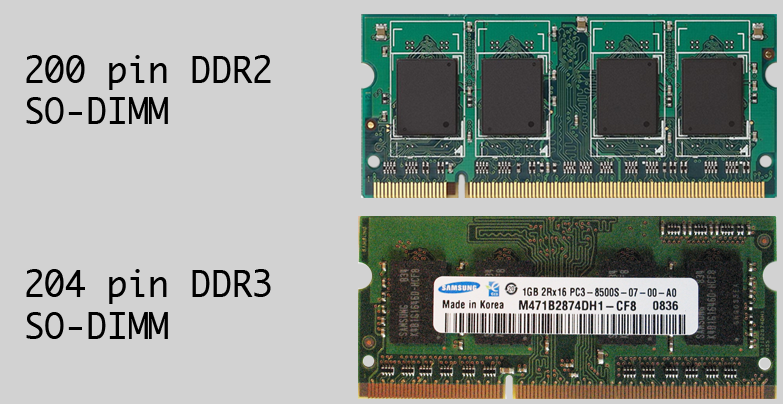 200 pin DDR2
SO-DIMM
204 pin DDR3
SO-DIMM
SAMSUNG
1GB 2Rx16 PC3-8500S-07-00-A0
Made in Korea
M471B2874DH1-CF8 0836